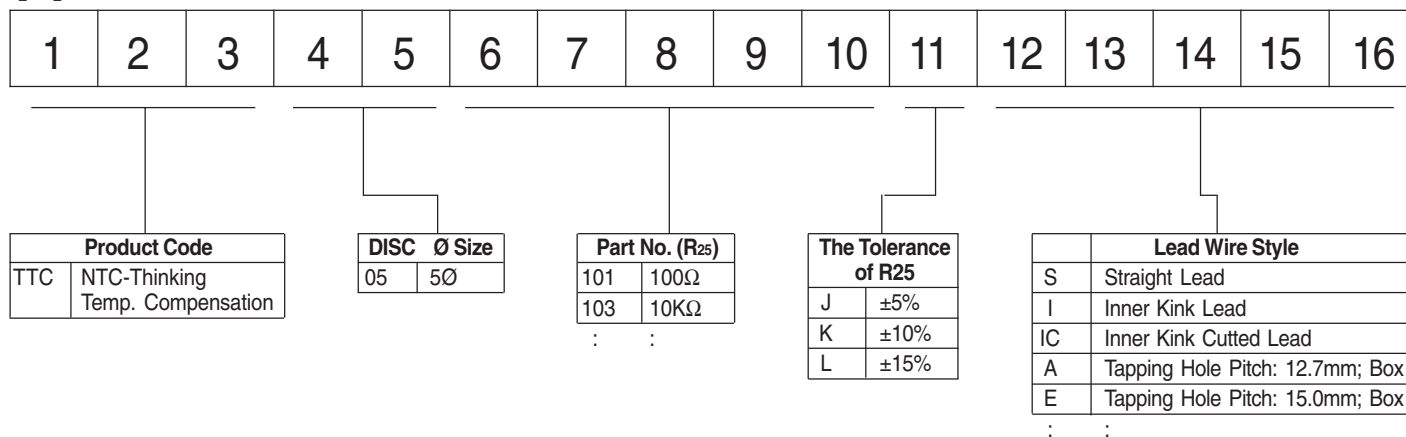 1 2 3 4 5 6 7 8 9 10 11 12 13 14 15 16
Product Code
TTC NTC-Thinking
Temp. Compensation
DISC Ø Size
05 5Ø
Part No. (R25)
101 100Ω
103 10KΩ
: :
The Tolerance
of R25
J ±5%
K ±10%
L ±15%
Lead Wire Style
S Straight Lead
I Inner Kink Lead
IC Inner Kink Cutted Lead
A Tapping Hole Pitch: 12.7mm; Box
E Tapping Hole Pitch: 15.0mm; Box
: :